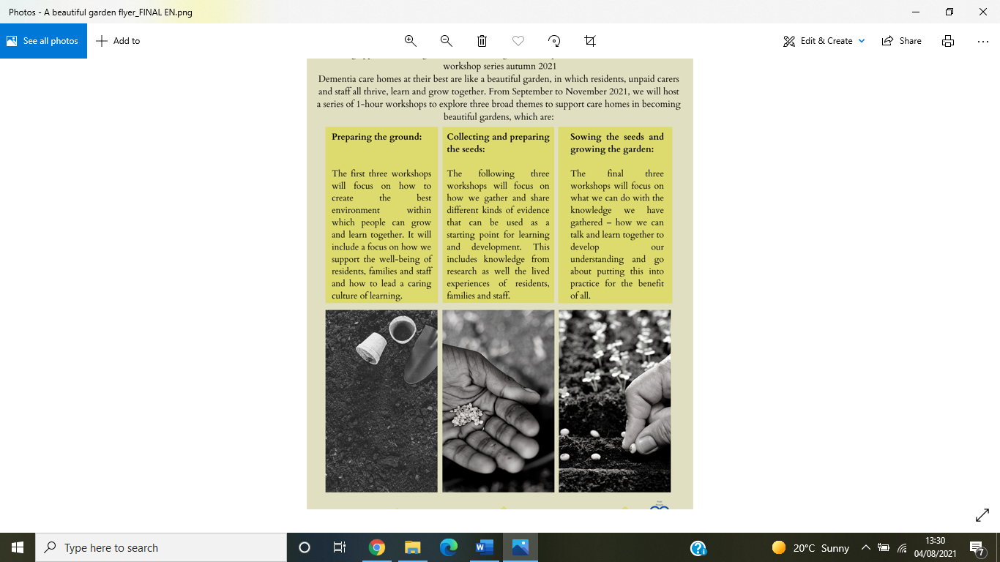 Photos - A beautiful garden flyer_FINAL EN.png
See all photos
Add to
Edit & Create
Share
workshop series autumn 2021
Dementia care homes at their best are like a beautiful garden, in which residents, unpaid carers
and staff all thrive, learn and grow together. From September to November 2021, we will host
a series of 1-hour workshops to explore three broad themes to support care homes in becoming
beautiful gardens, which are:
Preparing the ground:
The first three workshops
will focus on how to
create the best
environment within
which people can grow
and learn together. It will
include a focus on how we
support the well-being of
residents, families and staff
and how to lead a caring
culture of learning.
Collecting and preparing
the seeds:
The following three
workshops will focus on
how we gather and share
different kinds of evidence
that can be used as a
starting point for learning
and development. This
includes knowledge from
research as well the lived
experiences of residents,
families and staff.
Sowing the seeds and
growing the garden:
The final three
workshops will focus on
what we can do with the
knowledge we have
gathered – how we can
talk and learn together to
develop our
understanding and go
about putting this into
practice for the benefit
of all.
Type here to search
20°C Sunny
13:30
04/08/2021
7